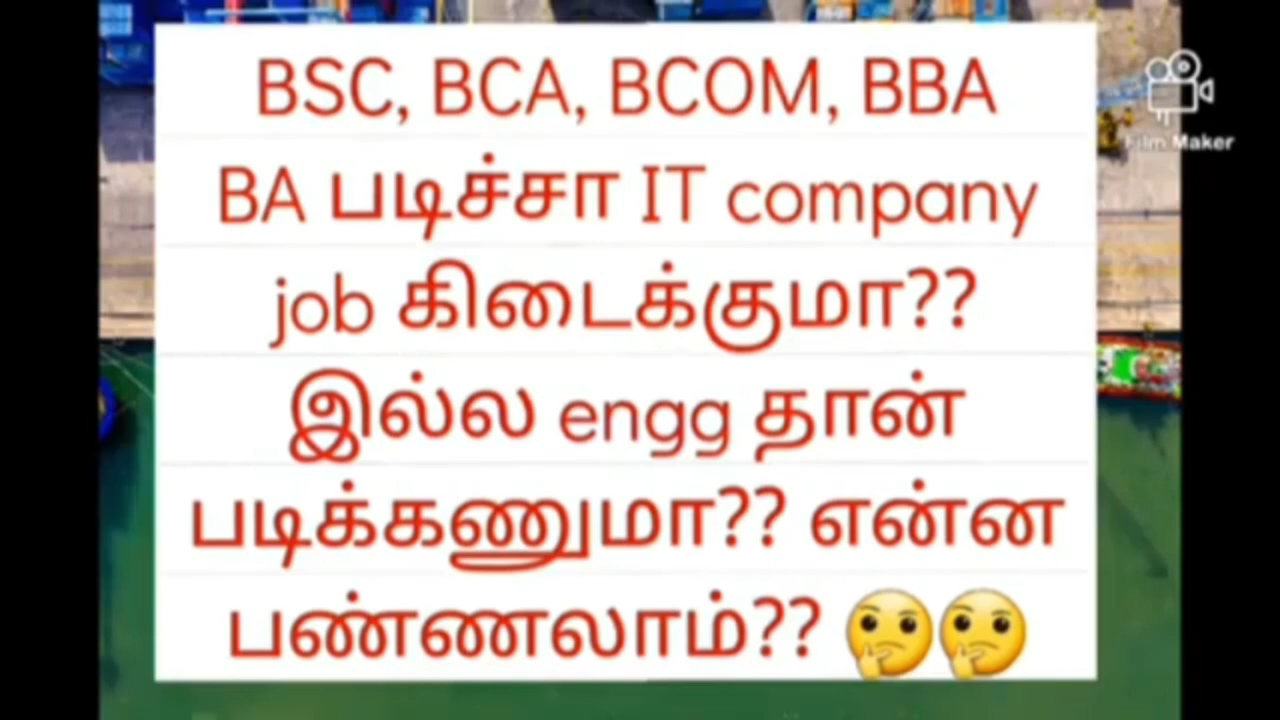 BSC, BCA, BCOM, BBA
BA படிச்சா IT company
job கிடைக்குமா??
இல்ல engg தான்
படிக்கணுமா?? என்ன
பண்ணலாம்?? 🤔🤔
Film Maker